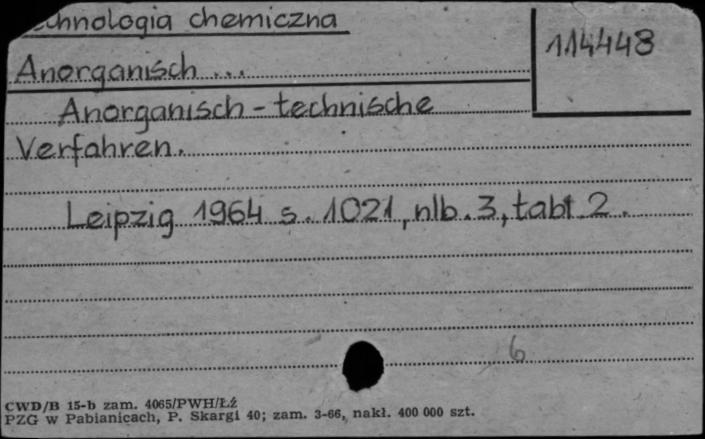 chemiczna
114448
Anorganisch...
Anorganisch-technische
Verfahren.
Leipzig 1964 s. 1021, nlb. 3, tabl. 2.
6
CWD/B 15-b zam. 4065/PWH/Łź
PZG w Pabianicach, P. Skargi 40; zam. 3-66, nakł. 400 000 szt.